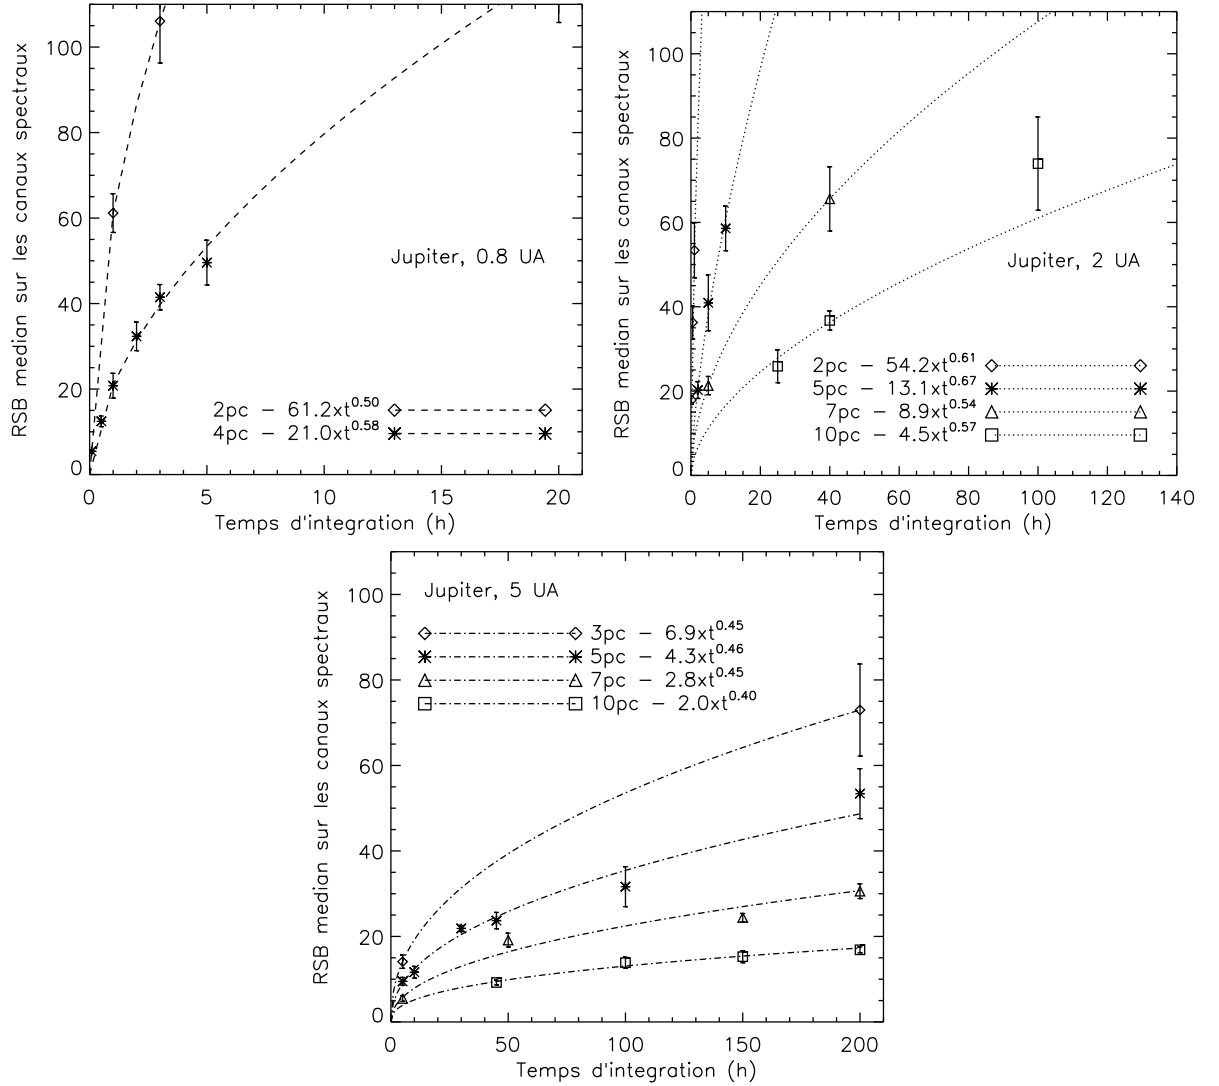 RSB median sur les canaux spectraux
100
80
60
40
20
0
Jupiter, 0.8 UA
2pc − 61.2xt^0.50
4pc − 21.0xt^0.58
0 5 10 15 20
Temps d'integration (h)
RSB median sur les canaux spectraux
100
80
60
40
20
0
Jupiter, 2 UA
2pc − 54.2xt^0.61
5pc − 13.1xt^0.67
7pc − 8.9xt^0.54
10pc − 4.5xt^0.57
0 20 40 60 80 100 120 140
Temps d'integration (h)
RSB median sur les canaux spectraux
100
80
60
40
20
0
Jupiter, 5 UA
3pc − 6.9xt^0.45
5pc − 4.3xt^0.46
7pc − 2.8xt^0.45
10pc − 2.0xt^0.40
0 50 100 150 200
Temps d'integration (h)